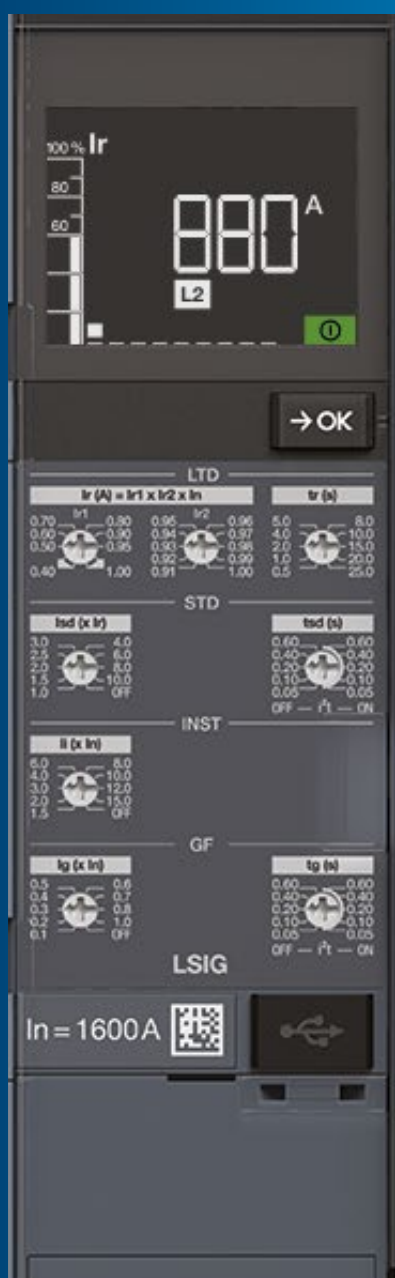 100 % Ir
80
60
880 A
L2
→OK
LTD
Ir (A) = Ir1 x Ir2 x In
tr (s)
Ir1
Ir2
0.70 0.80 0.95 0.96 5.0 8.0
0.60 0.90 0.94 0.97 4.0 10.0
0.50 0.95 0.93 0.98 2.0 15.0
0.92 0.99 1.0 20.0
0.40 1.00 0.91 1.00 0.5 25.0
STD
Isd (x Ir)
tsd (s)
3.0 4.0 0.60 0.60
2.5 6.0 0.40 0.40
2.0 8.0 0.20 0.20
1.5 10.0 0.10 0.10
1.0 OFF 0.05 0.05
OFF — I²t — ON
INST
Ii (x In)
6.0 8.0
4.0 10.0
3.0 12.0
2.0 15.0
1.5 OFF
GF
Ig (x In)
tg (s)
0.5 0.6 0.60 0.60
0.4 0.7 0.40 0.40
0.3 0.8 0.20 0.20
0.2 1.0 0.10 0.10
0.1 OFF 0.05 0.05
OFF — I²t — ON
LSIG
In = 1600 A